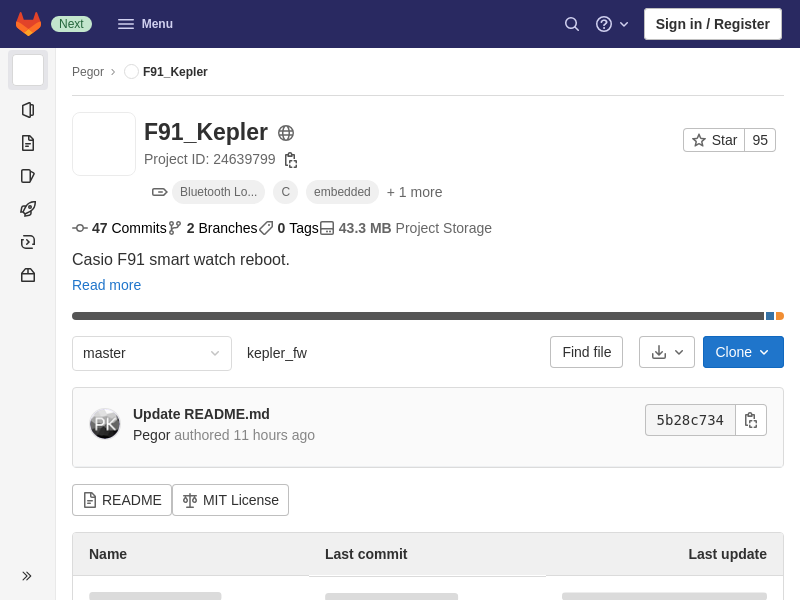 Next Menu Sign in / Register
Pegor F91_Kepler
F91_Kepler
Star 95
Project ID: 24639799
Bluetooth Lo... C embedded + 1 more
47 Commits 2 Branches 0 Tags 43.3 MB Project Storage
Casio F91 smart watch reboot.
Read more
master kepler_fw Find file Clone
Update README.md
PK
5b28c734
Pegor authored 11 hours ago
README MIT License
Name Last commit Last update